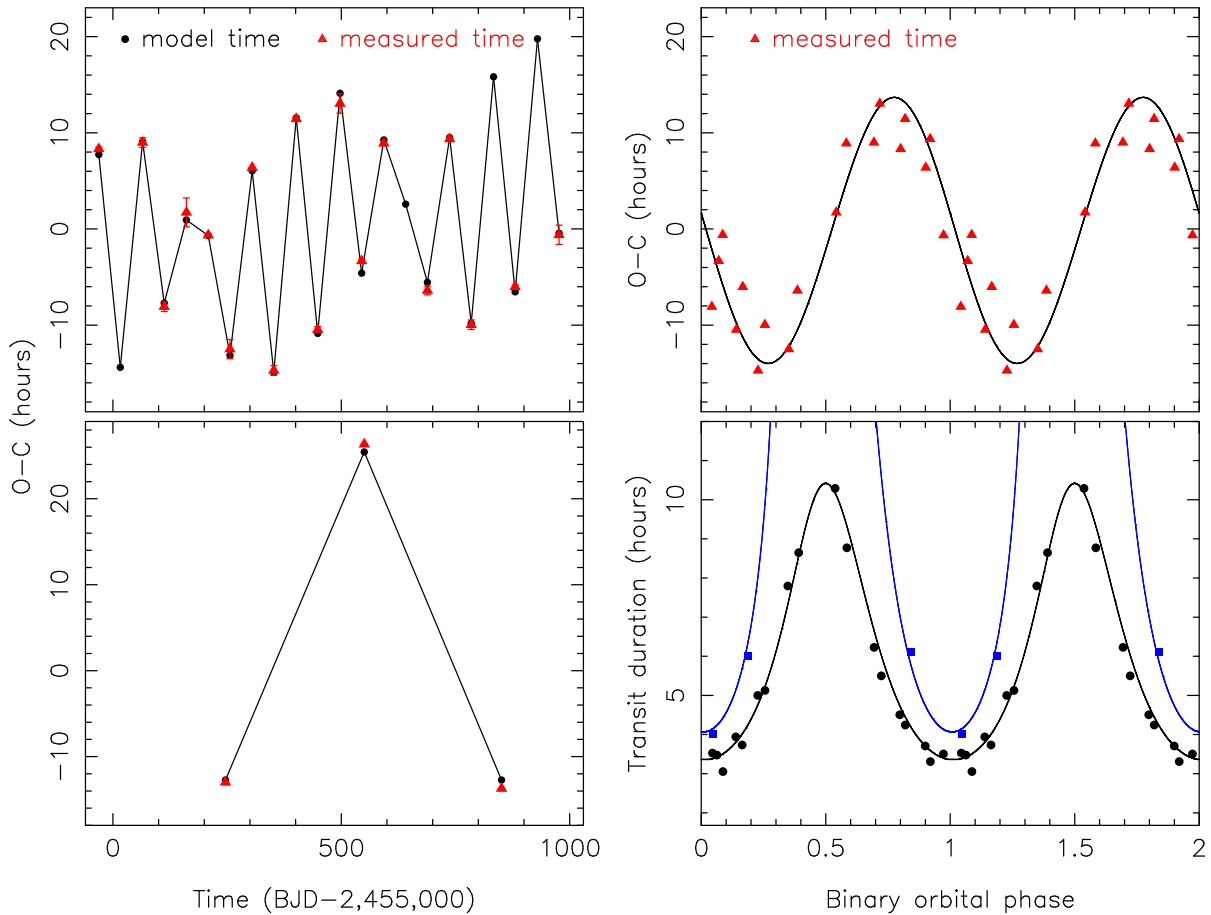 model time
measured time
20
10
0
−10
20
10
0
−10
0
500
1000
O−C (hours)
Time (BJD−2,455,000)
measured time
20
10
0
−10
O−C (hours)
10
5
Transit duration (hours)
0
0.5
1
1.5
2
Binary orbital phase